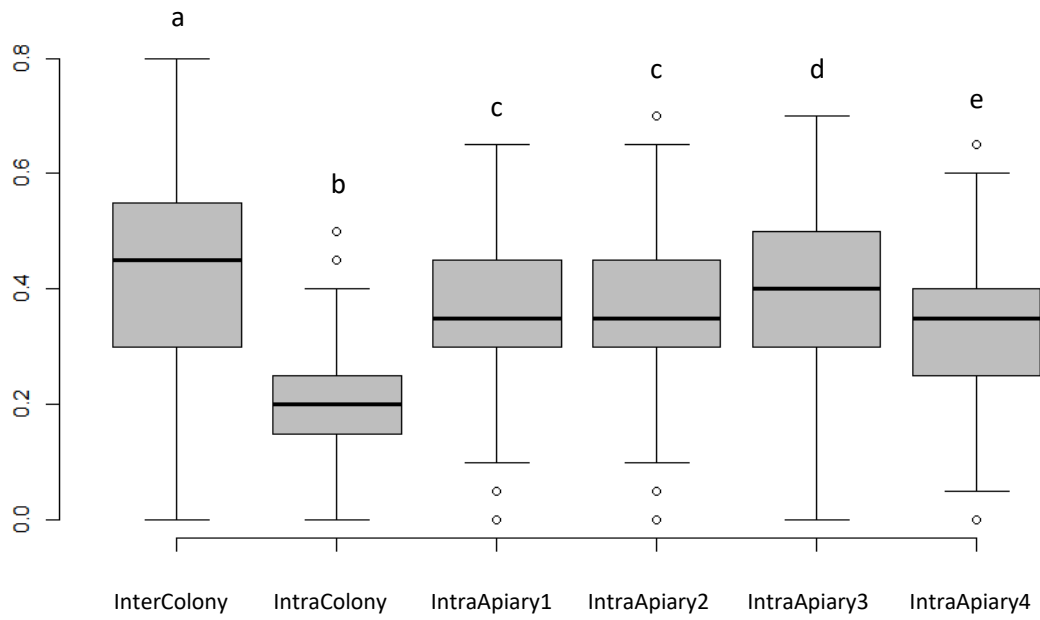 a
0.8
c
d
c
e
0.6
b
0.4
0.2
0.0
InterColony IntraColony IntraApiary1 IntraApiary2 IntraApiary3 IntraApiary4